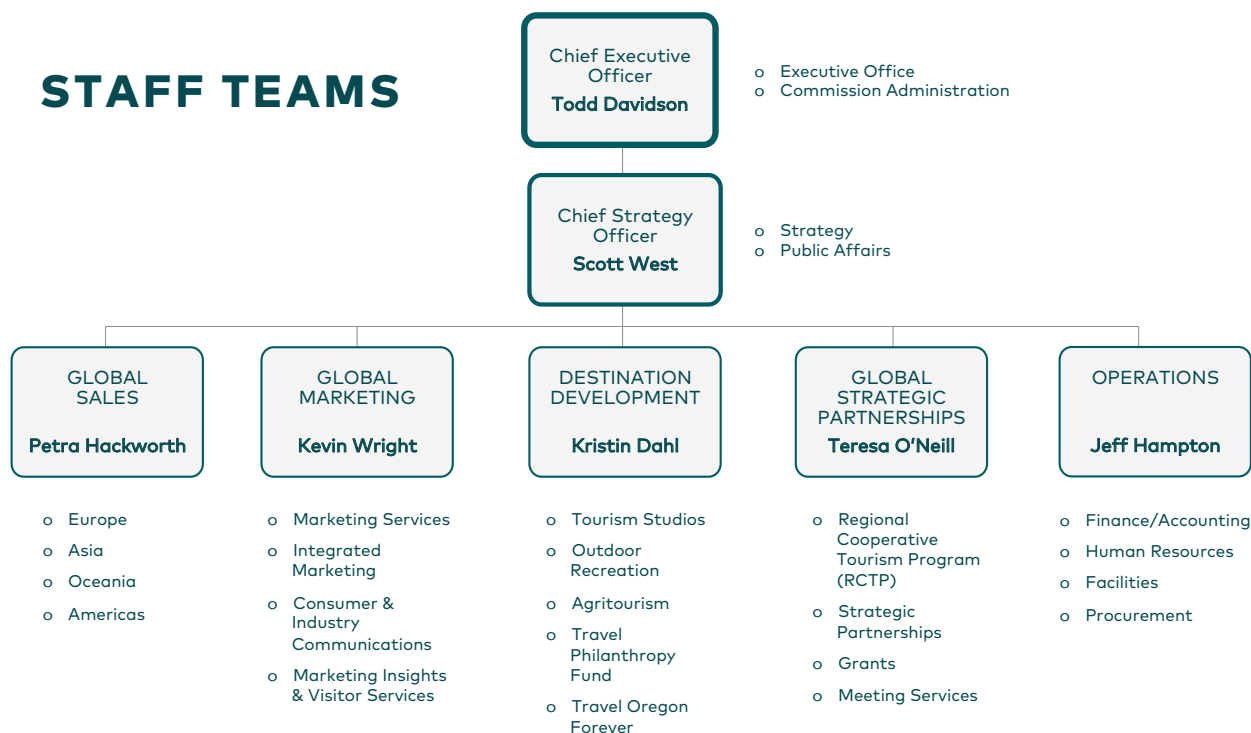 STAFF TEAMS
Chief Executive
Officer
Todd Davidson
o Executive Office
o Commission Administration
Chief Strategy
Officer
Scott West
o Strategy
o Public Affairs
GLOBAL
SALES
Petra Hackworth
o Europe
o Asia
o Oceania
o Americas
GLOBAL
MARKETING
Kevin Wright
o Marketing Services
o Integrated
Marketing
o Consumer &
Industry
Communications
o Marketing Insights
& Visitor Services
DESTINATION
DEVELOPMENT
Kristin Dahl
o Tourism Studios
o Outdoor
Recreation
o Agritourism
o Travel
Philanthropy
Fund
o Travel Oregon
Forever
GLOBAL
STRATEGIC
PARTNERSHIPS
Teresa O’Neill
o Regional
Cooperative
Tourism Program
(RCTP)
o Strategic
Partnerships
o Grants
o Meeting Services
OPERATIONS
Jeff Hampton
o Finance/Accounting
o Human Resources
o Facilities
o Procurement